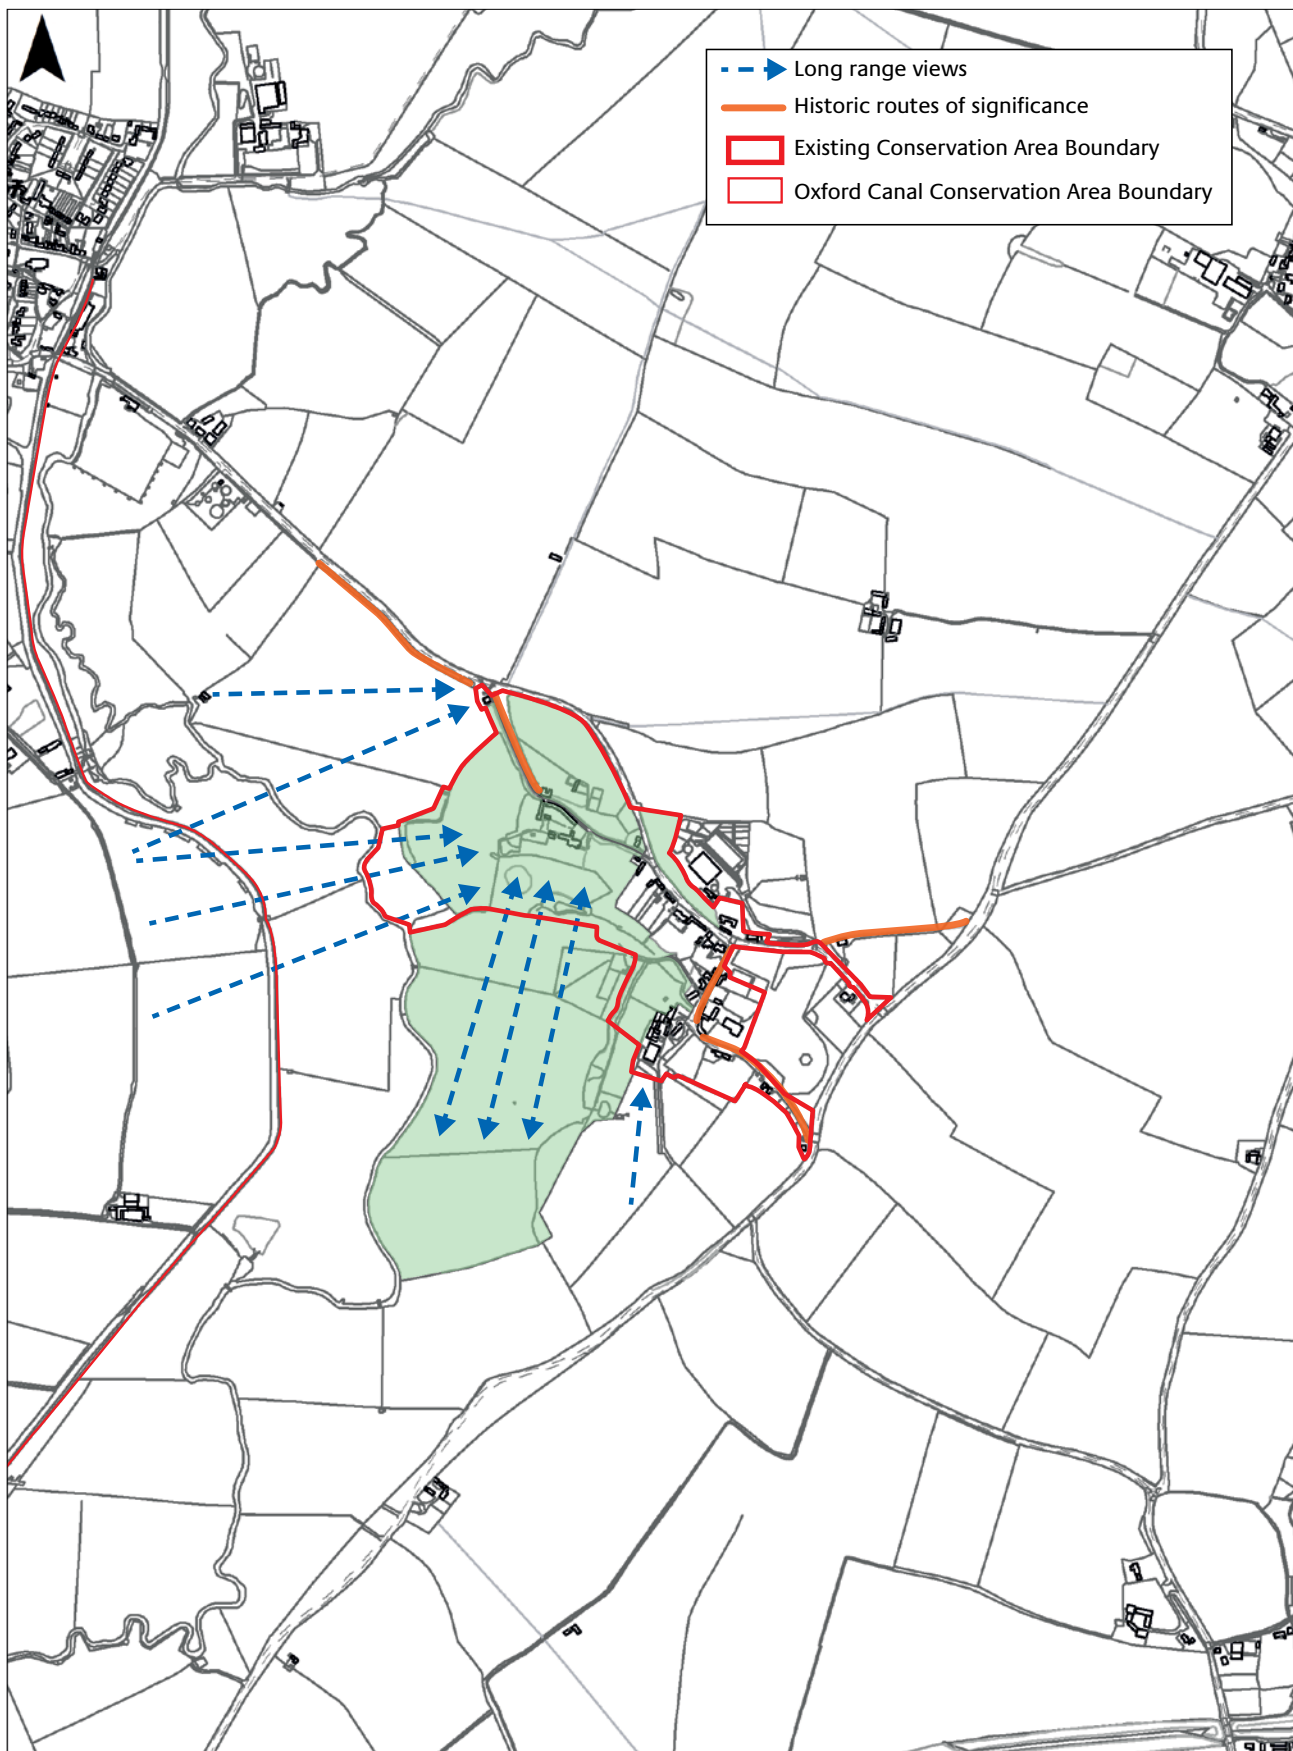 Long range views
Historic routes of significance
Existing Conservation Area Boundary
Oxford Canal Conservation Area Boundary